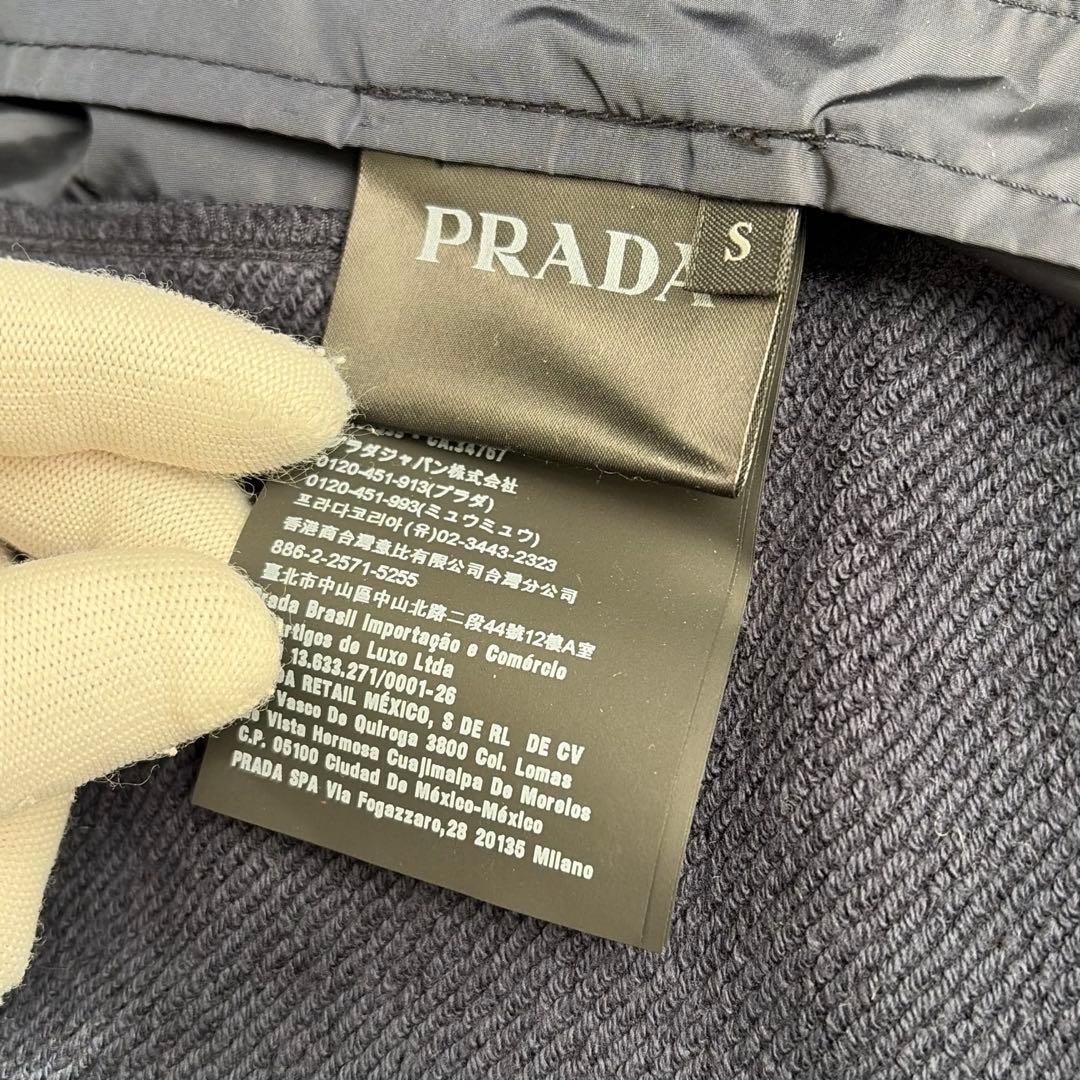 PRADA
S
CA.34767
プラダジャパン株式会社
0120-451-913(プラダ)
0120-451-993(ミュウミュウ)
프라다코리아(유)02-3443-2323
香港商台灣意比有限公司台灣分公司
886-2-2571-5255
臺北市中山區中山北路二段44號12樓A室
Brasil Importação e Comércio
de Luxo Ltda
13.633.271/0001-26
RETAIL MÉXICO, S DE RL DE CV
Vasco De Quiroga 3800 Col. Lomas
Vista Hermosa Cuajimalpa De Morelos
C.P. 05100 Ciudad De México-México
PRADA SPA Via Fogazzaro,28 20135 Milano